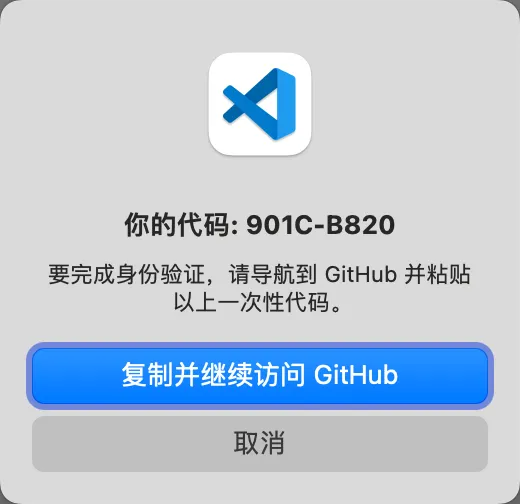 你的代码: 901C-B820
要完成身份验证，请导航到 GitHub 并粘贴
以上一次性代码。
复制并继续访问 GitHub
取消